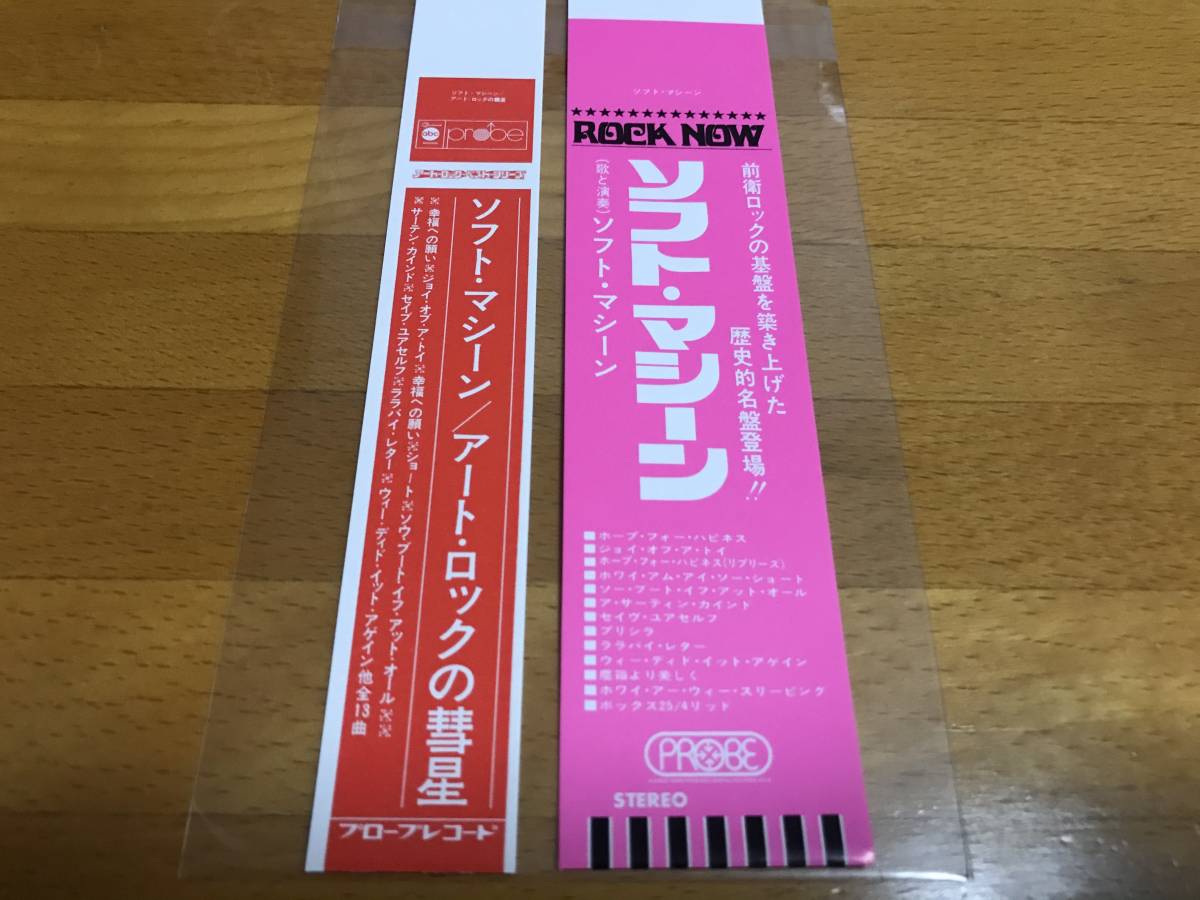 ソフト・マシーン/
アート・ロックの彗星
abc
probe
アート・ロック・ベスト・シリーズ
ソフト・マシーン/アート・ロックの彗星
※幸福への願い※ジョイ・オブ・ア・トイ※幸福への願い※ショート※ソウ・ブート・イフ・アット・オール※
※サーテン・カインド※セイブ・ユアセルフ※ララバイ・レター※ウィー・ディド・イット・アゲイン他全13曲
プローブレコード
ソフト・マシーン
ROCK NOW
前衛ロックの基盤を築き上げた
歴史的名盤登場!!
ソフト・マシーン
(歌と演奏)ソフト・マシーン
■ホープ・フォー・ハピネス
■ジョイ・オフ・ア・トイ
■ホープ・フォー・ハピネス(リプリーズ)
■ホワイ・アム・アイ・ソー・ショート
■ソー・ブート・イフ・アット・オール
■ア・サーティン・カインド
■セイヴ・ユアセルフ
■プリシラ
■ララバイ・レター
■ウィー・ディド・イット・アゲイン
■魔箱より美しく
■ホワイ・アー・ウィー・スリーピング
■ボックス25/4リッド
PROBE
STEREO